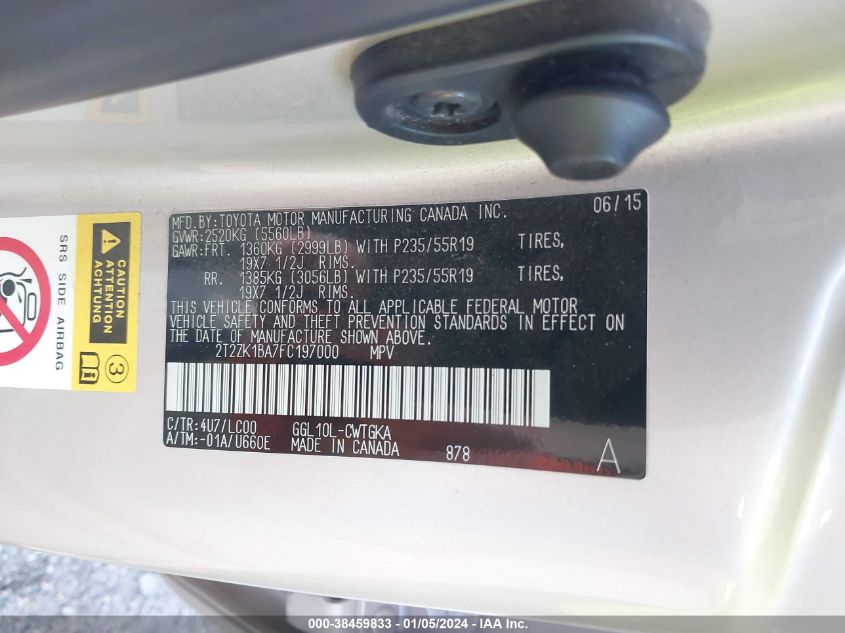 MFD.BY:TOYOTA MOTOR MANUFACTURING CANADA INC. 06/15
GVWR:2520KG (5560LB)
GAWR:FRT. 1360KG (2999LB) WITH P235/55R19 TIRES,
19X7 1/2J RIMS.
RR. 1385KG (3056LB) WITH P235/55R19 TIRES,
19X7 1/2J RIMS.
THIS VEHICLE CONFORMS TO ALL APPLICABLE FEDERAL MOTOR
VEHICLE SAFETY AND THEFT PREVENTION STANDARDS IN EFFECT ON
THE DATE OF MANUFACTURE SHOWN ABOVE.
2T2ZK1BA7FC197000 MPV
C/TR:4U7/LC00 GGL10L-CWTGKA
A/TM:-01A/U660E MADE IN CANADA 878 A
CAUTION
ATTENTION
SRS SIDE AIRBAG
3
000-38459833 - 01/05/2024 - IAA Inc.